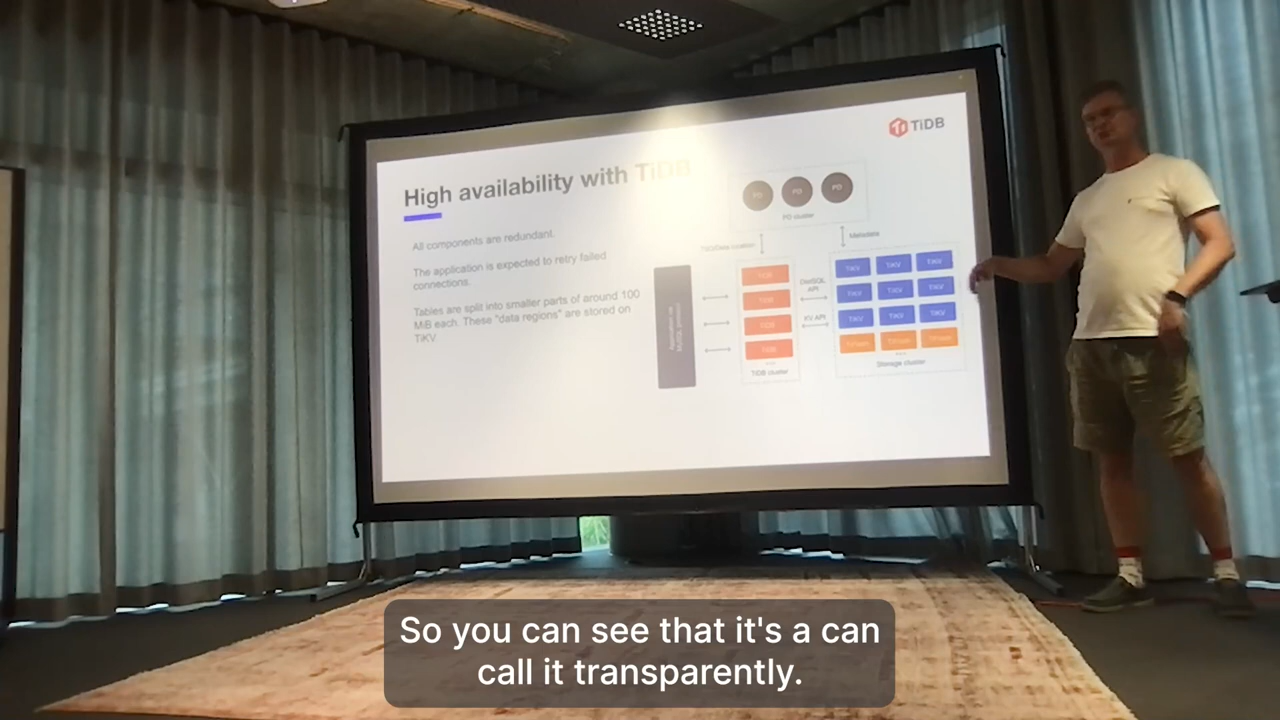 TiDB
High availability with TiDB
All components are redundant.
The application is expected to retry failed
connections.
Tables are split into smaller parts of around 100
MiB each. These "data regions" are stored on
TiKV.
PD PD PD
PD cluster
Metadata
TiDB
TiDB
TiDB
TiDB
TiDB cluster
DistSQL
API
KV API
TiKV TiKV TiKV
TiKV TiKV TiKV
TiKV TiKV TiKV
Storage cluster
So you can see that it's a can
call it transparently.